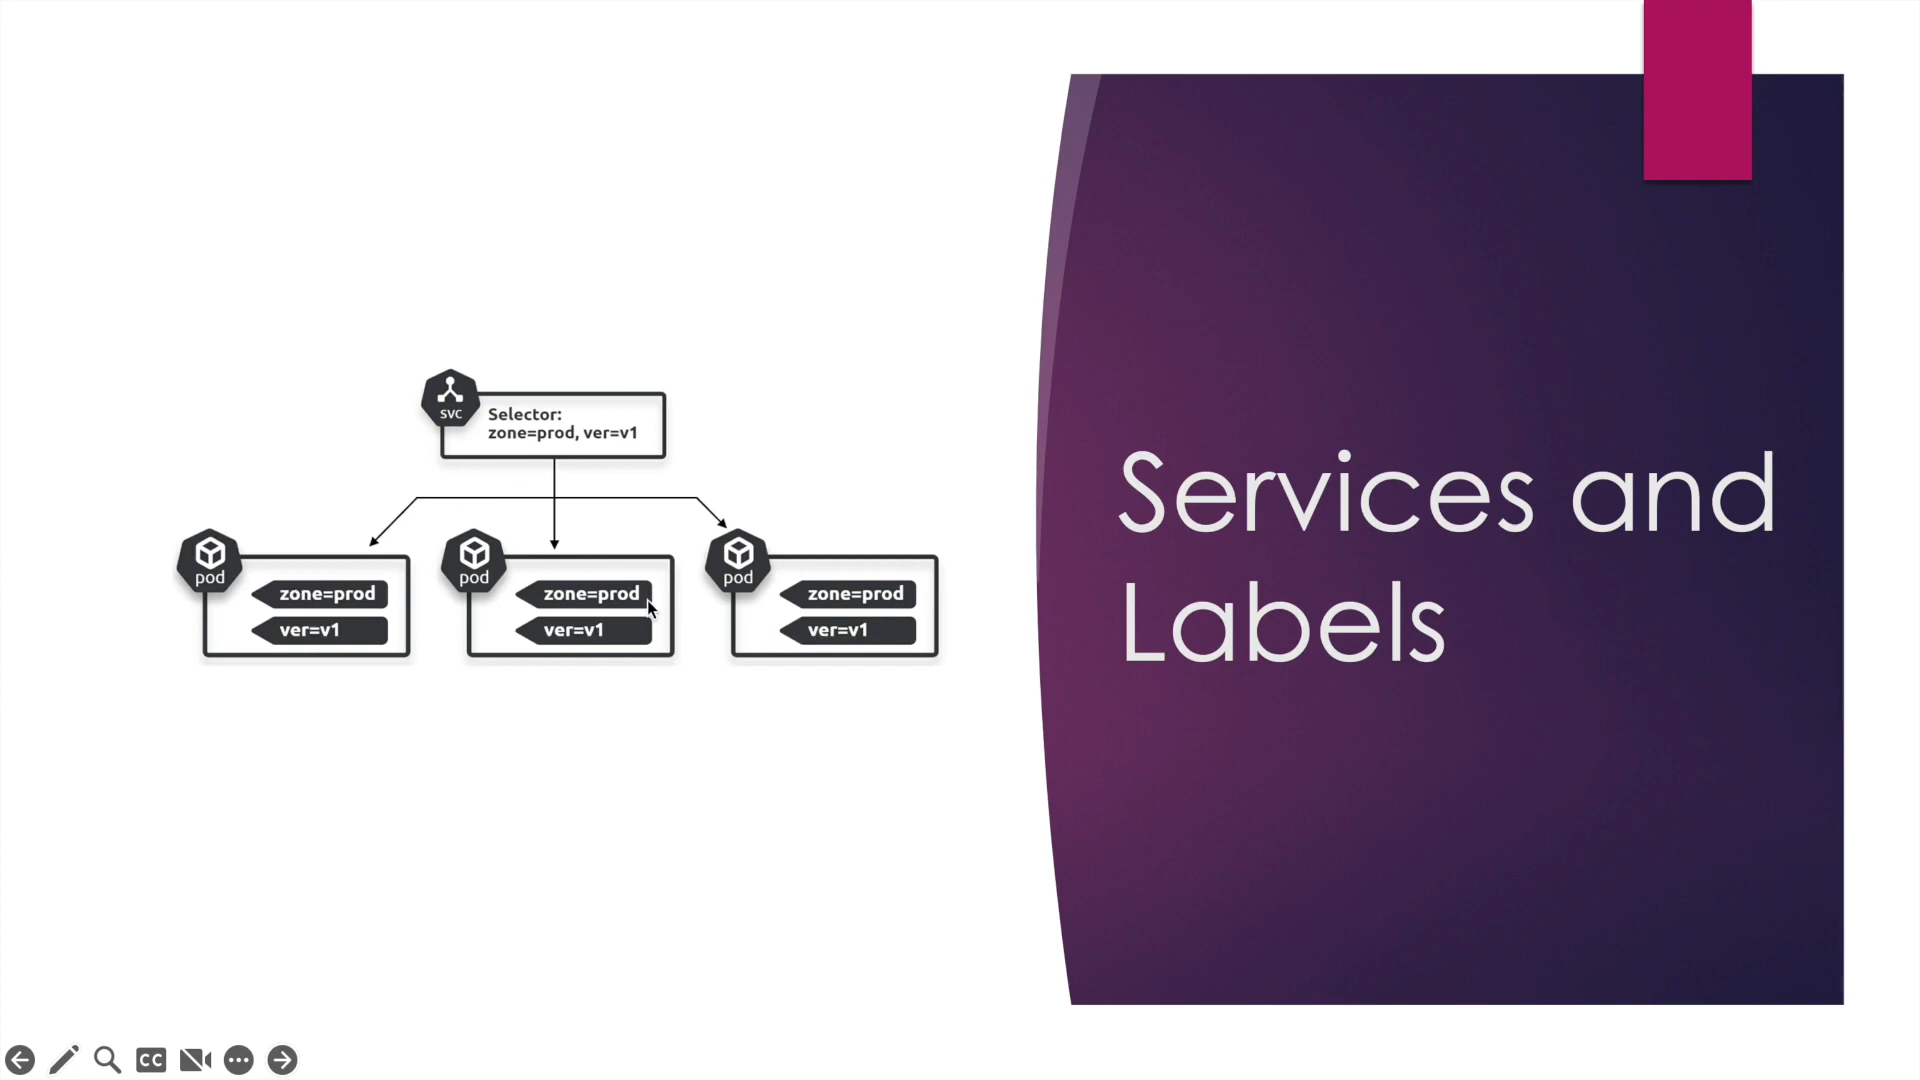 svc
Selector:
zone=prod, ver=v1
pod
zone=prod
ver=v1
pod
zone=prod
ver=v1
pod
zone=prod
ver=v1
Services and
Labels
CC